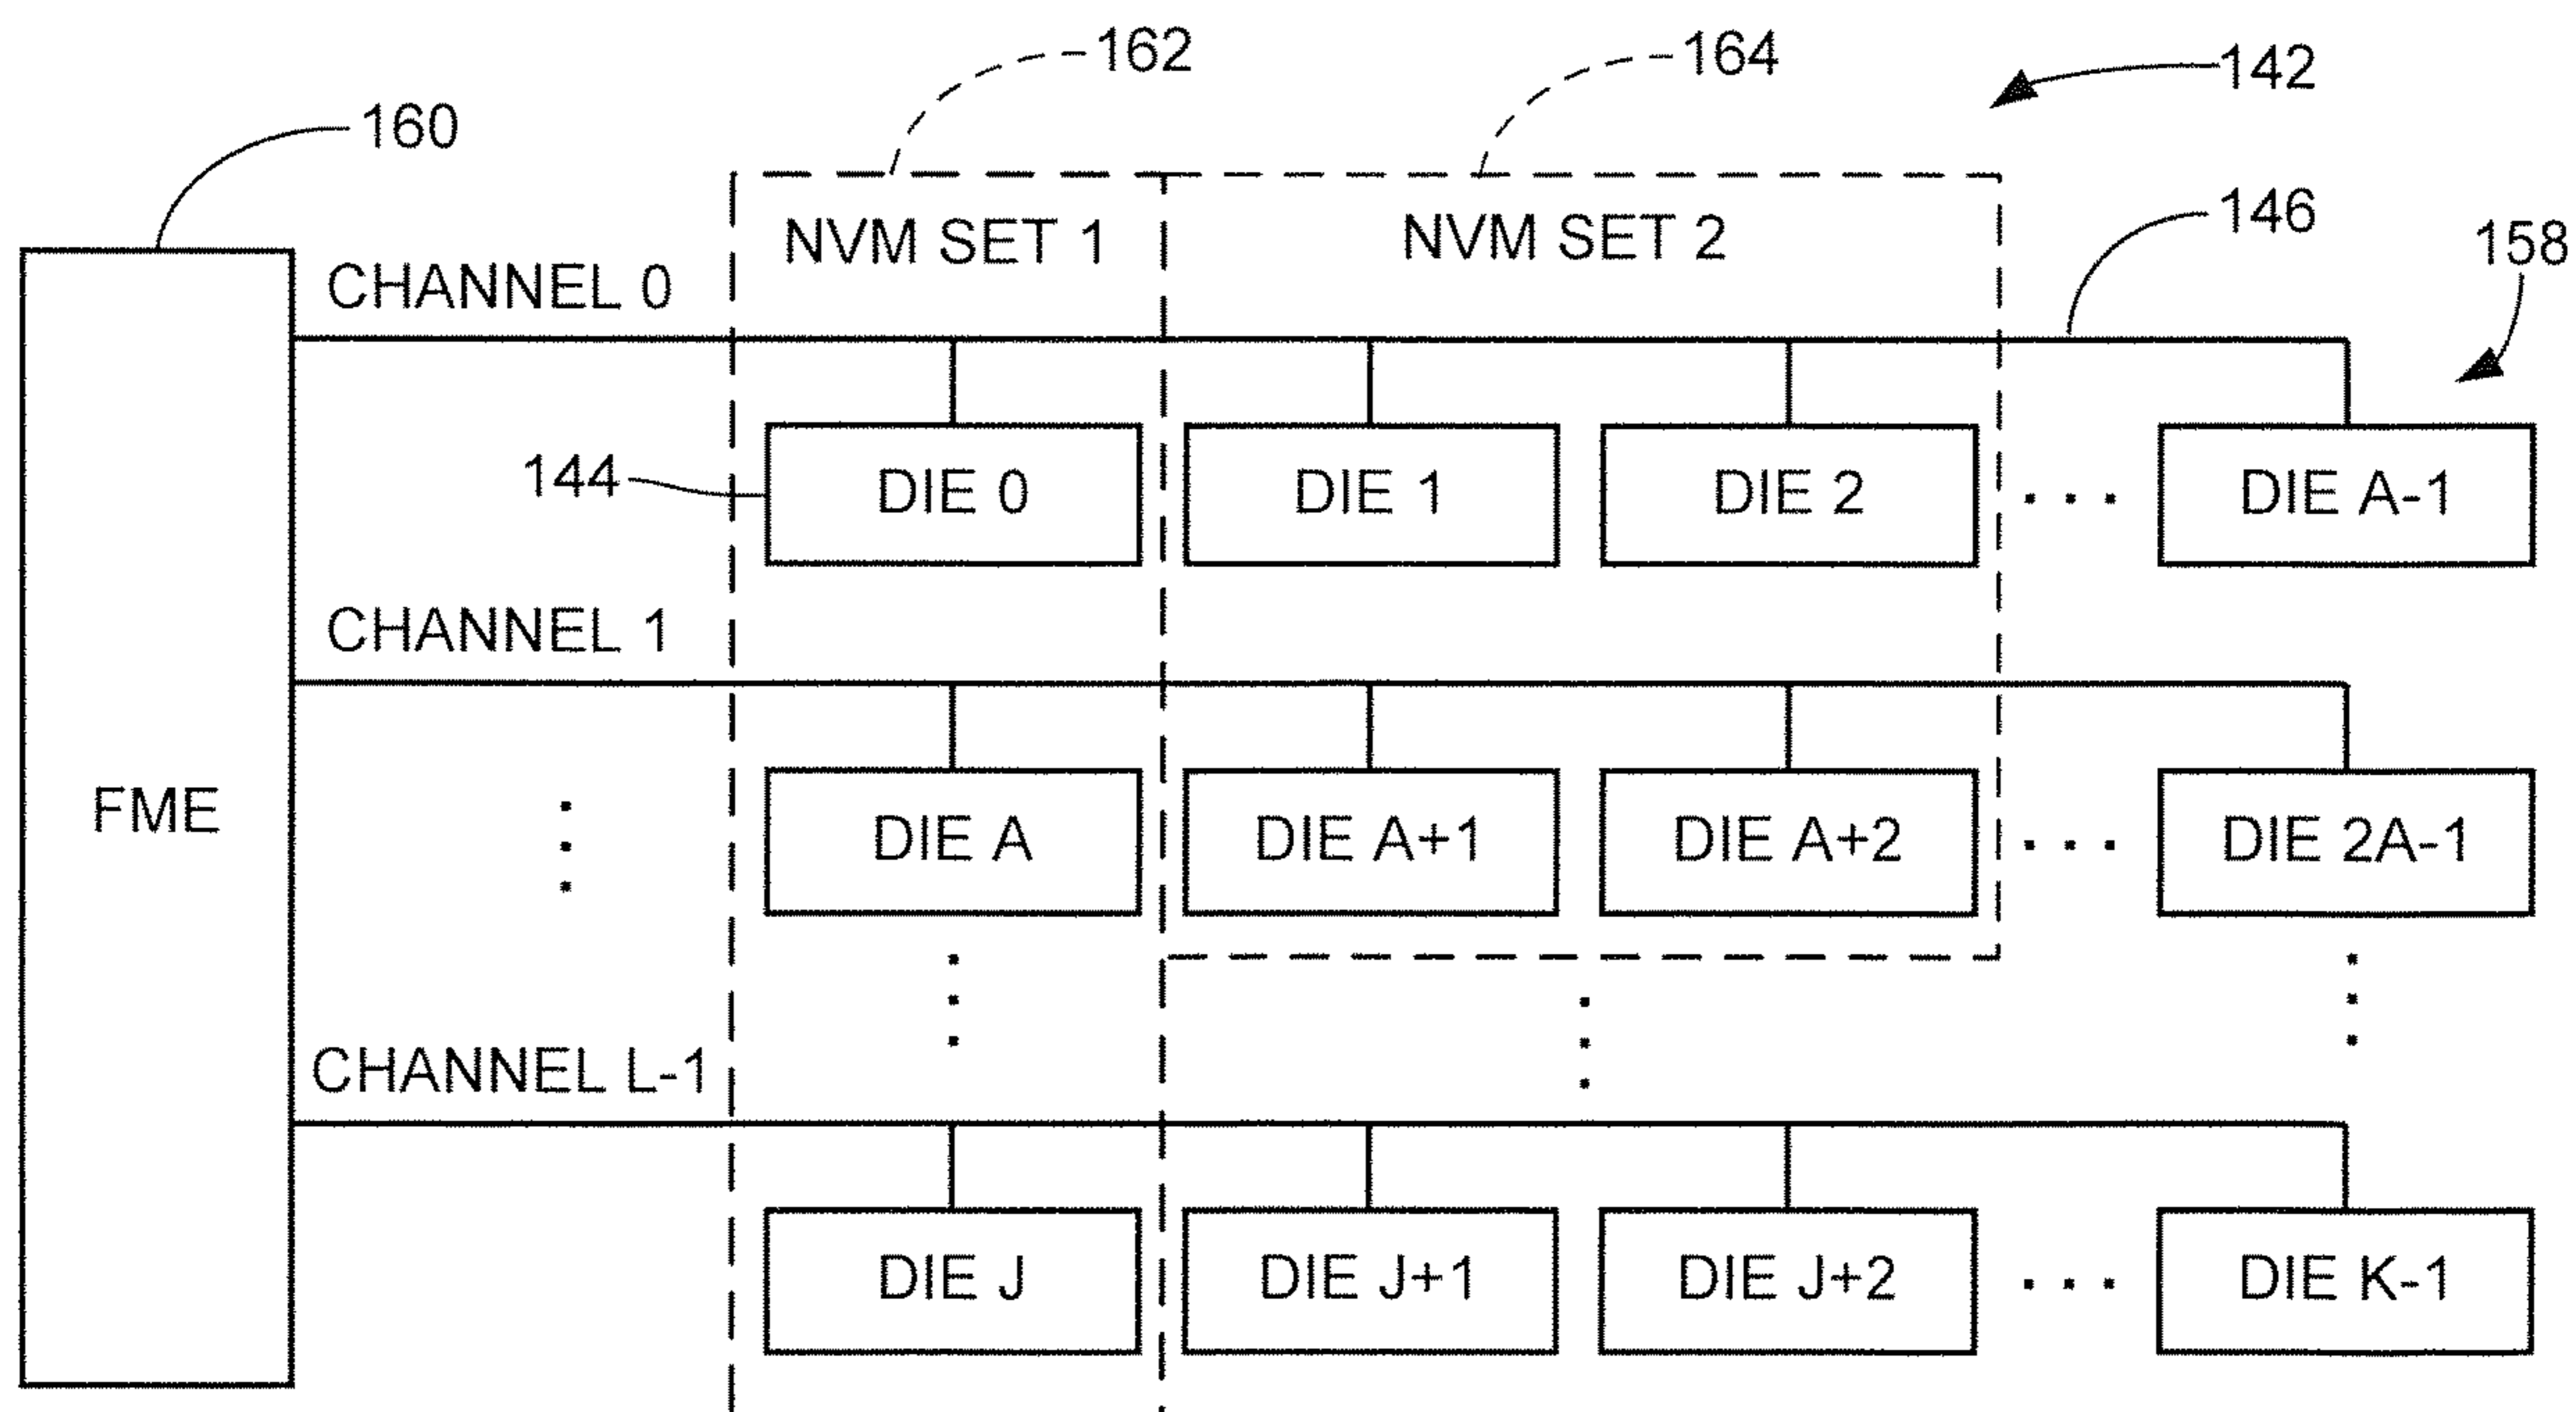 162
164
142
160
NVM SET 1
NVM SET 2
146
158
CHANNEL 0
144
DIE 0
DIE 1
DIE 2
. . .
DIE A-1
CHANNEL 1
FME
DIE A
DIE A+1
DIE A+2
. . .
DIE 2A-1
CHANNEL L-1
DIE J
DIE J+1
DIE J+2
. . .
DIE K-1